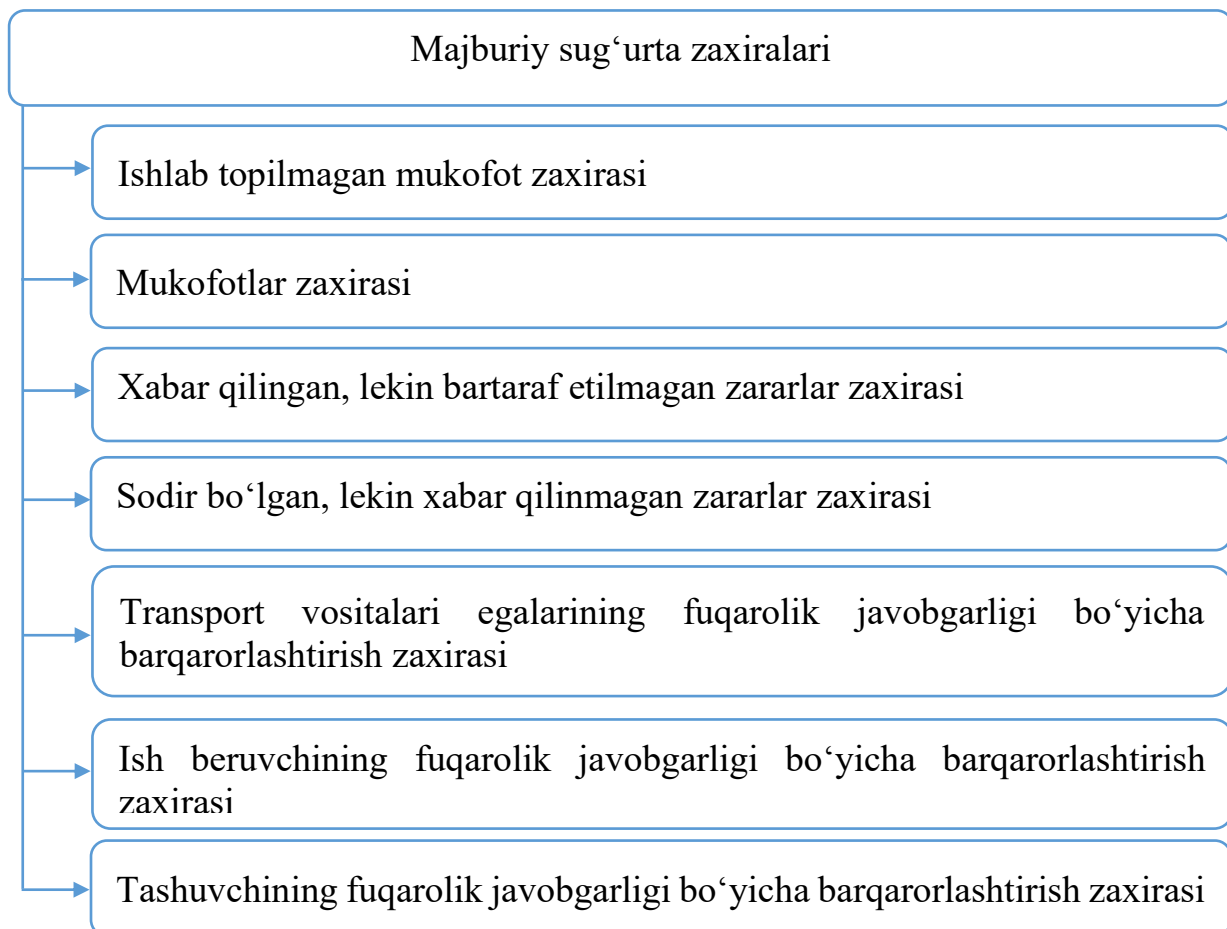 Majburiy sug‘urta zaxiralari
Ishlab topilmagan mukofot zaxirasi
Mukofotlar zaxirasi
Xabar qilingan, lekin bartaraf etilmagan zararlar zaxirasi
Sodir bo‘lgan, lekin xabar qilinmagan zararlar zaxirasi
Transport vositalari egalarining fuqarolik javobgarligi bo‘yicha
barqarorlashtirish zaxirasi
Ish beruvchining fuqarolik javobgarligi bo‘yicha barqarorlashtirish
zaxirasi
Tashuvchining fuqarolik javobgarligi bo‘yicha barqarorlashtirish zaxirasi